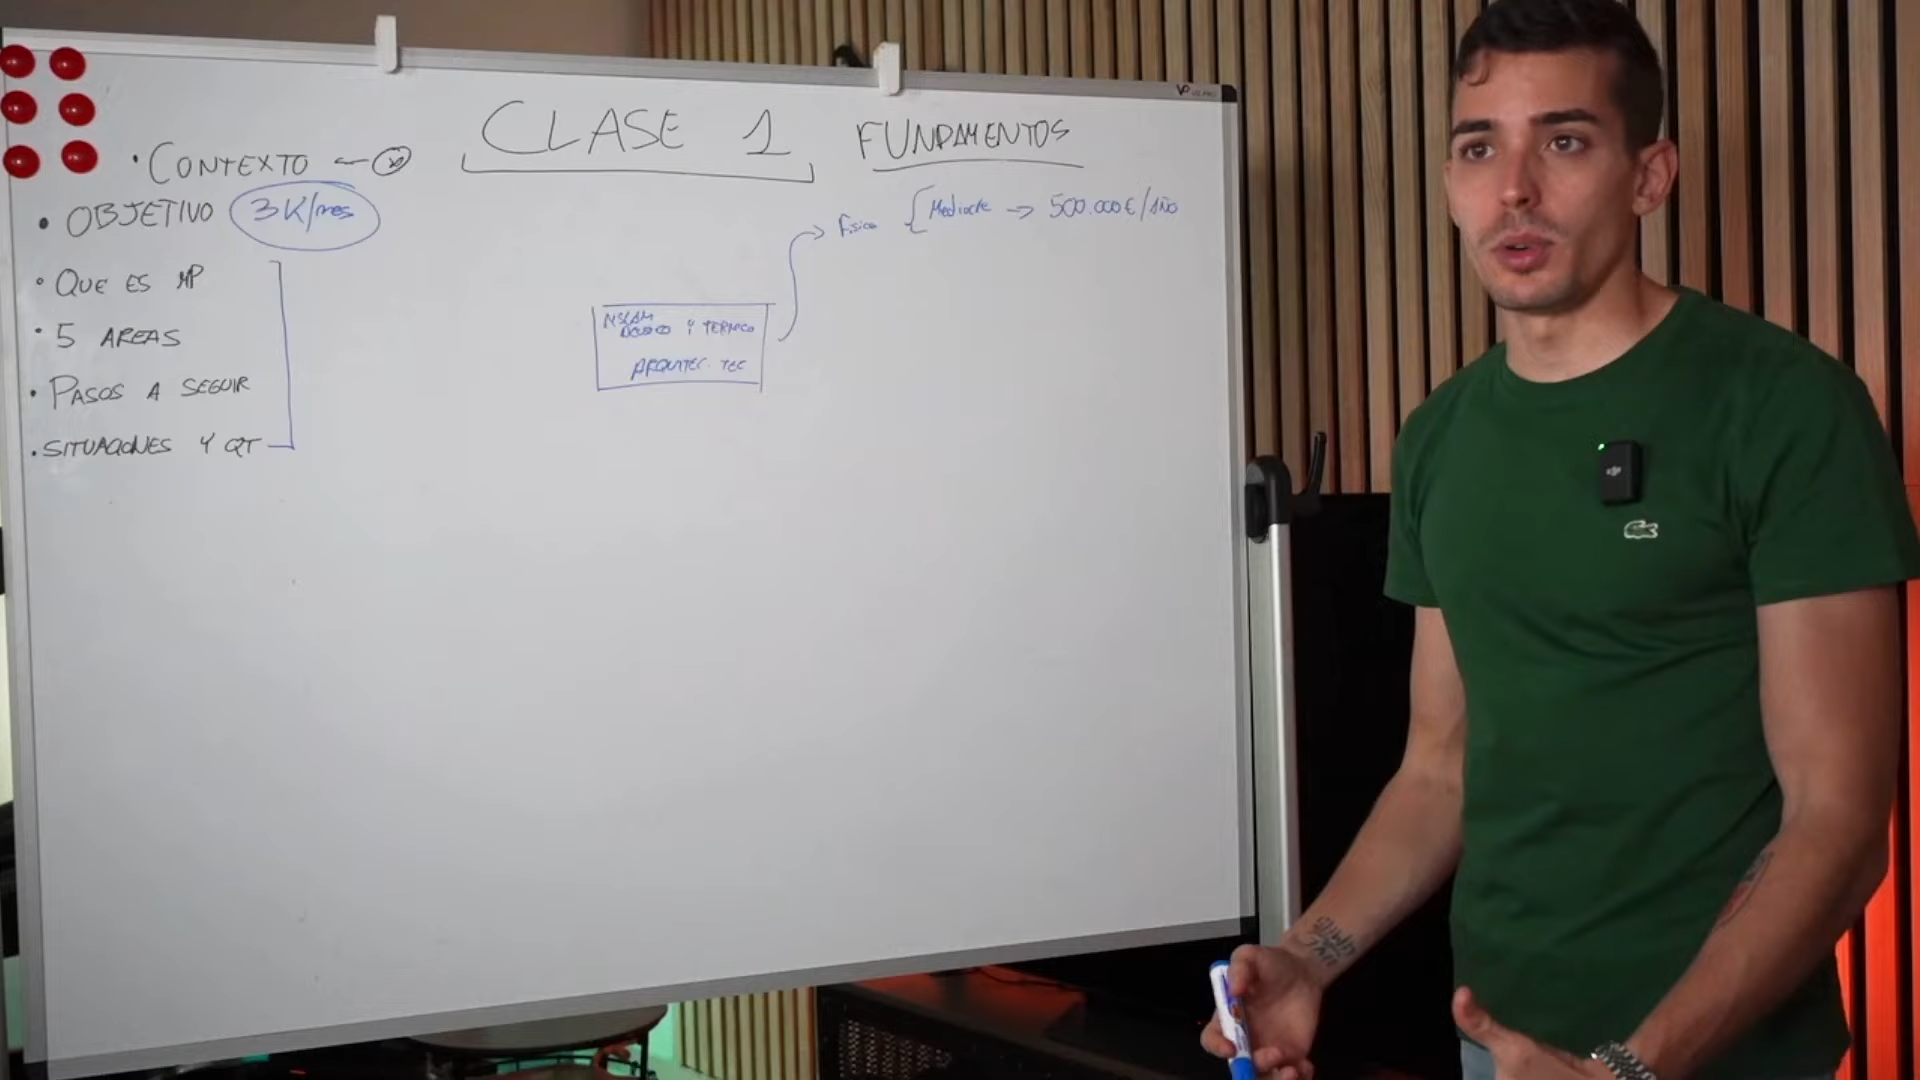 CLASE 1
FUNDAMENTOS
• CONTEXTO ←
• OBJETIVO 3K/mes
• QUE ES MP
• 5 AREAS
• PASOS A SEGUIR
• SITUACIONES Y QT
Físico { Mediocre → 500.000€/AÑO
Y TERMICO
ARQUITEC. TEC
dji